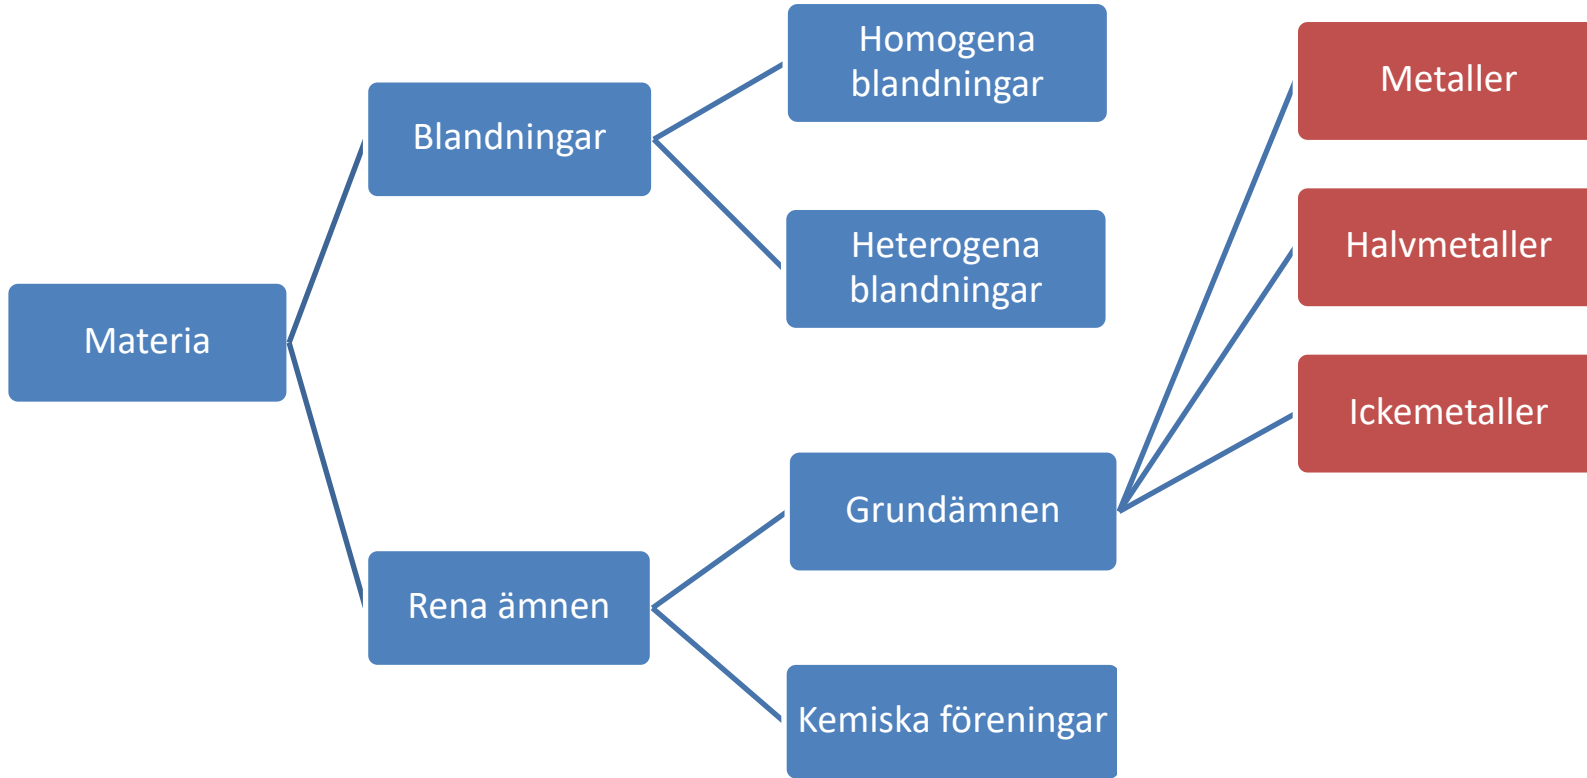 Homogena
blandningar
Metaller
Blandningar
Heterogena
blandningar
Halvmetaller
Materia
Ickemetaller
Grundämnen
Rena ämnen
Kemiska föreningar